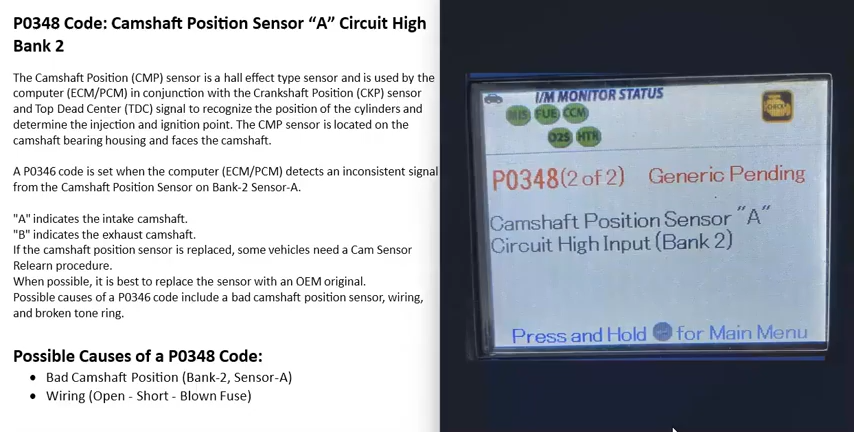 P0348 Code: Camshaft Position Sensor “A” Circuit High
Bank 2
The Camshaft Position (CMP) sensor is a hall effect type sensor and is used by the
computer (ECM/PCM) in conjunction with the Crankshaft Position (CKP) sensor
and Top Dead Center (TDC) signal to recognize the position of the cylinders and
determine the injection and ignition point. The CMP sensor is located on the
camshaft bearing housing and faces the camshaft.
A P0346 code is set when the computer (ECM/PCM) detects an inconsistent signal
from the Camshaft Position Sensor on Bank-2 Sensor-A.
"A" indicates the intake camshaft.
"B" indicates the exhaust camshaft.
If the camshaft position sensor is replaced, some vehicles need a Cam Sensor
Relearn procedure.
When possible, it is best to replace the sensor with an OEM original.
Possible causes of a P0346 code include a bad camshaft position sensor, wiring,
and broken tone ring.
Possible Causes of a P0348 Code:
• Bad Camshaft Position (Bank-2, Sensor-A)
• Wiring (Open - Short - Blown Fuse)
I/M MONITOR STATUS
MIS FUE CCM
O2S HTR
CHECK
P0348(2 of 2) Generic Pending
Camshaft Position Sensor "A"
Circuit High Input (Bank 2)
Press and Hold for Main Menu